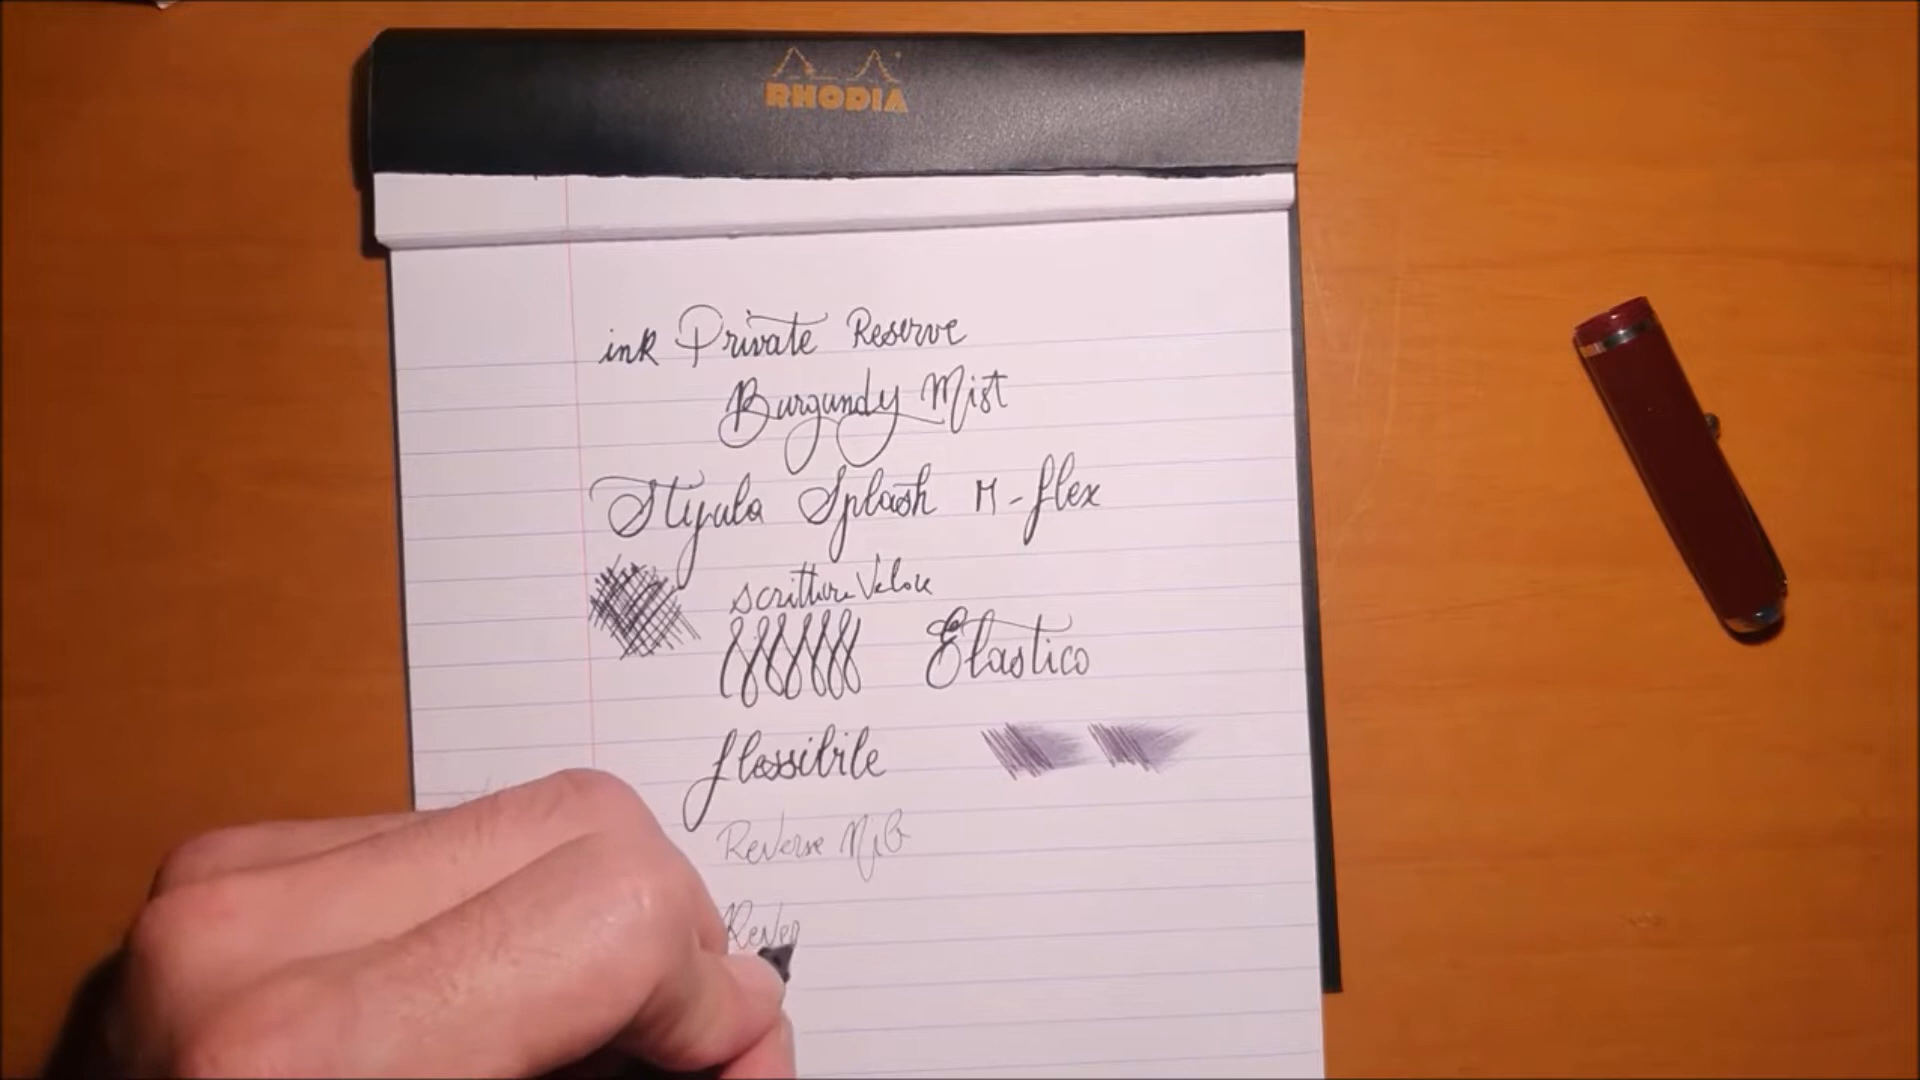 RHODIA
ink Private Reserve
Burgundy Mist
Stipula Splash M-flex
scrittura Veloce
Elastico
flessibile
Reverse Nib
Rever